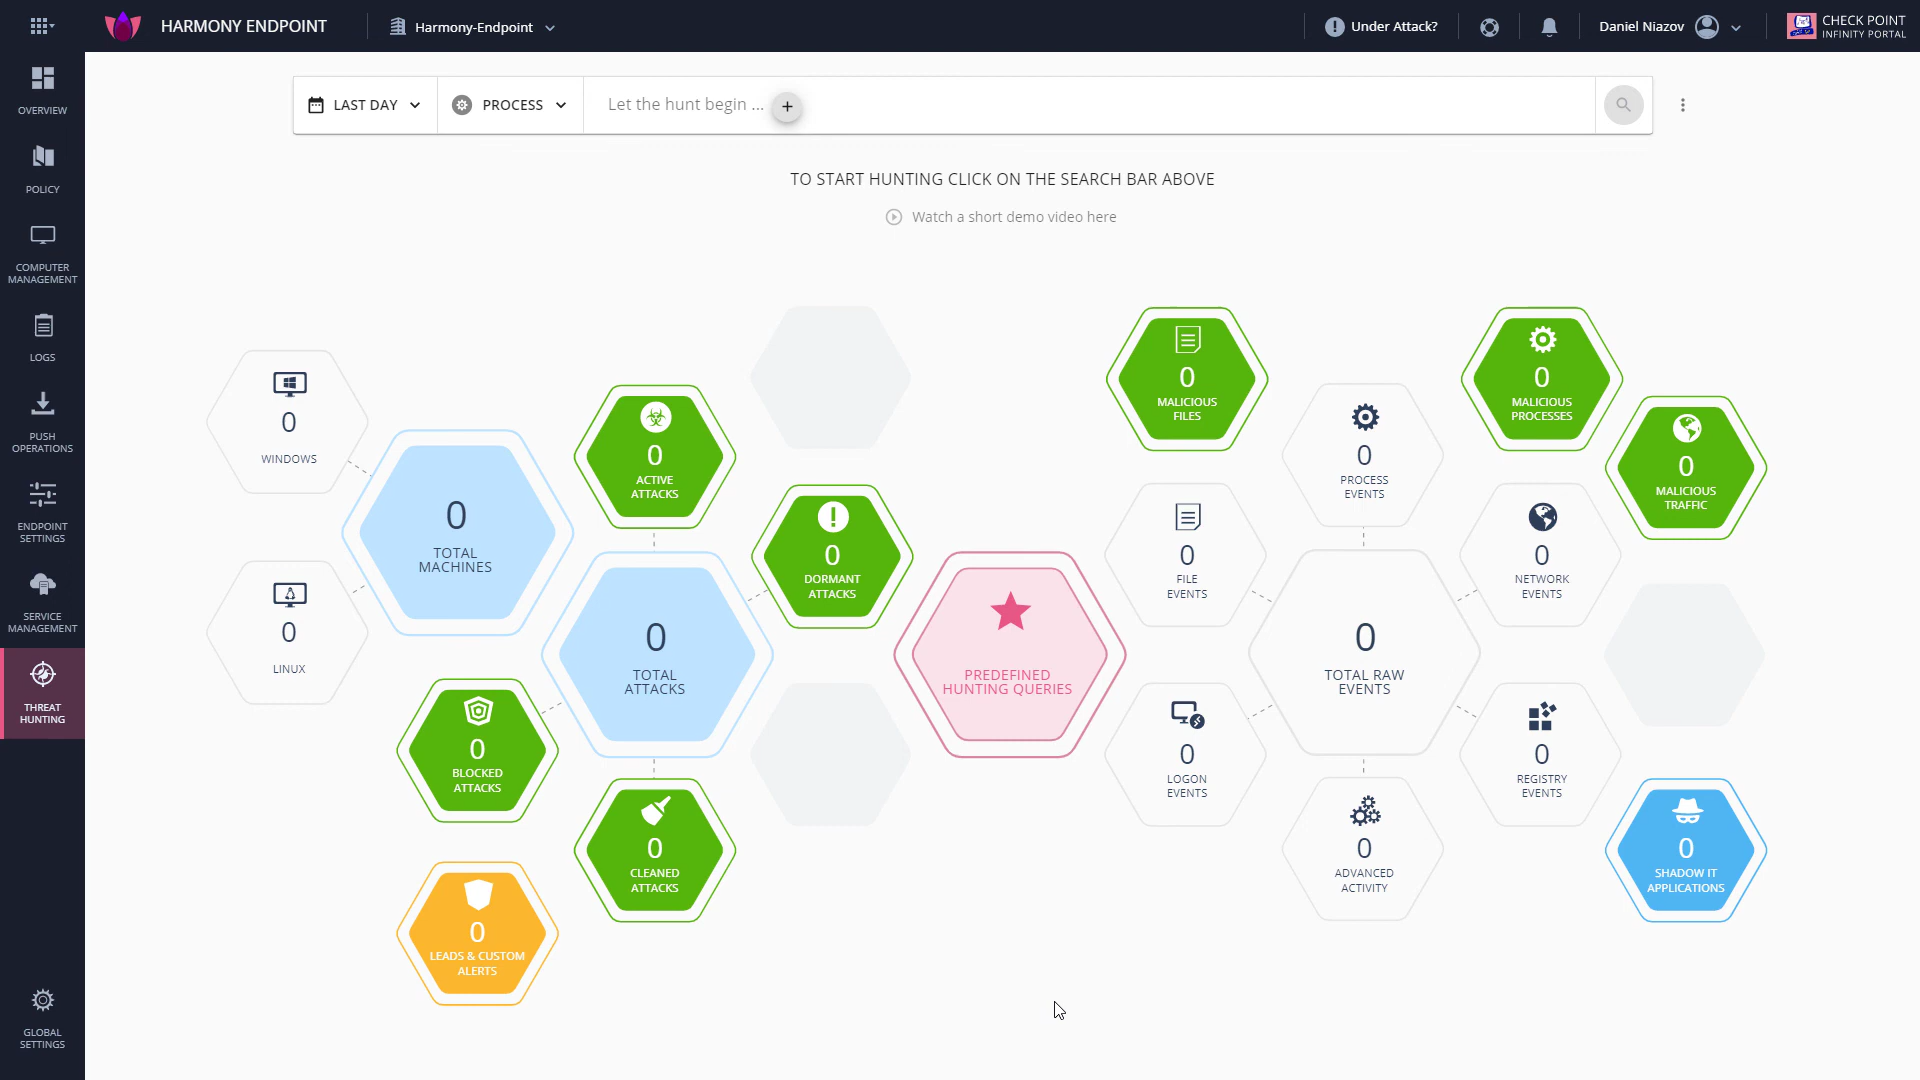 HARMONY ENDPOINT
Harmony-Endpoint
Under Attack?
Daniel Niazov
CHECK POINT
INFINITY PORTAL
OVERVIEW
POLICY
COMPUTER
MANAGEMENT
LOGS
PUSH
OPERATIONS
ENDPOINT
SETTINGS
SERVICE
MANAGEMENT
THREAT
HUNTING
GLOBAL
SETTINGS
LAST DAY
PROCESS
Let the hunt begin ...
TO START HUNTING CLICK ON THE SEARCH BAR ABOVE
Watch a short demo video here
0
WINDOWS
0
LINUX
0
TOTAL
MACHINES
0
ACTIVE
ATTACKS
0
DORMANT
ATTACKS
0
TOTAL
ATTACKS
0
BLOCKED
ATTACKS
0
CLEANED
ATTACKS
0
LEADS & CUSTOM
ALERTS
PREDEFINED
HUNTING QUERIES
0
MALICIOUS
FILES
0
PROCESS
EVENTS
0
MALICIOUS
PROCESSES
0
MALICIOUS
TRAFFIC
0
FILE
EVENTS
0
NETWORK
EVENTS
0
TOTAL RAW
EVENTS
0
LOGON
EVENTS
0
REGISTRY
EVENTS
0
ADVANCED
ACTIVITY
0
SHADOW IT
APPLICATIONS